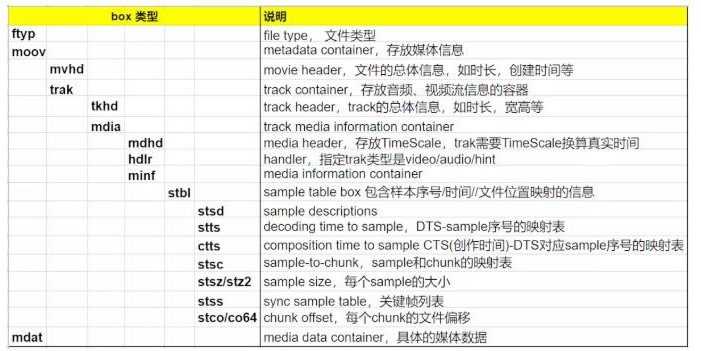 box 类型 说明
ftyp file type， 文件类型
moov metadata container，存放媒体信息
mvhd movie header，文件的总体信息，如时长，创建时间等
trak track container，存放音频、视频流信息的容器
tkhd track header，track的总体信息，如时长，宽高等
mdia track media information container
mdhd media header，存放TimeScale，trak需要TimeScale换算真实时间
hdlr handler，指定trak类型是video/audio/hint
minf media information container
stbl sample table box 包含样本序号/时间//文件位置映射的信息
stsd sample descriptions
stts decoding time to sample，DTS-sample序号的映射表
ctts composition time to sample CTS(创作时间)-DTS对应sample序号的映射表
stsc sample-to-chunk，sample和chunk的映射表
stsz/stz2 sample size，每个sample的大小
stss sync sample table，关键帧列表
stco/co64 chunk offset，每个chunk的文件偏移
mdat media data container，具体的媒体数据